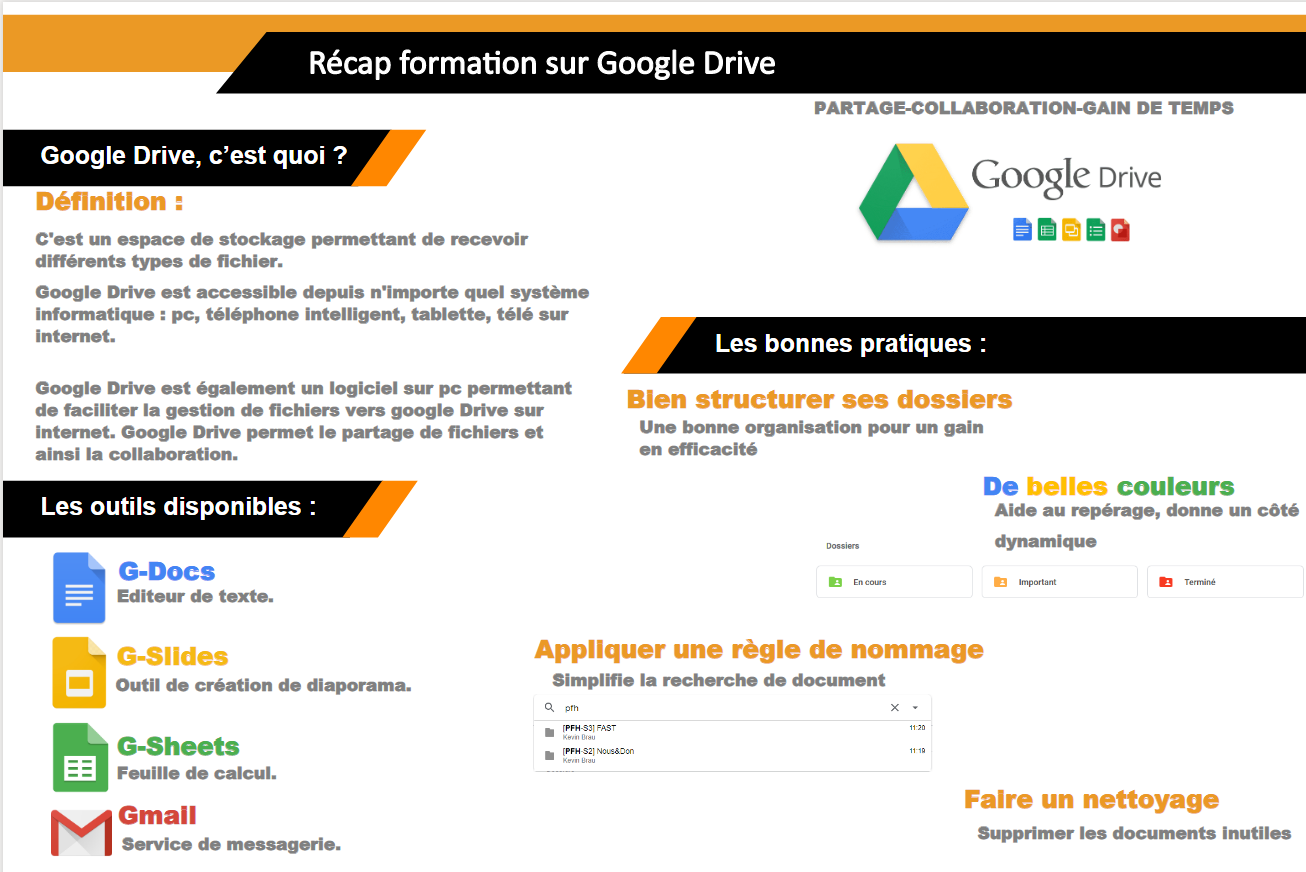 Récap formation sur Google Drive
PARTAGE-COLLABORATION-GAIN DE TEMPS
Google Drive
Google Drive, c’est quoi ?
Définition :
C'est un espace de stockage permettant de recevoir
différents types de fichier.
Google Drive est accessible depuis n'importe quel système
informatique : pc, téléphone intelligent, tablette, télé sur
internet.
Google Drive est également un logiciel sur pc permettant
de faciliter la gestion de fichiers vers google Drive sur
internet. Google Drive permet le partage de fichiers et
ainsi la collaboration.
Les outils disponibles :
G-Docs
Editeur de texte.
G-Slides
Outil de création de diaporama.
G-Sheets
Feuille de calcul.
Gmail
Service de messagerie.
Les bonnes pratiques :
Bien structurer ses dossiers
Une bonne organisation pour un gain
en efficacité
De belles couleurs
Aide au repérage, donne un côté
dynamique
Dossiers
En cours
Important
Terminé
Appliquer une règle de nommage
Simplifie la recherche de document
pfh
[PFH-S3] FAST 11:20
Kevin Brau
[PFH-S2] Nous&Don 11:19
Kevin Brau
Faire un nettoyage
Supprimer les documents inutiles